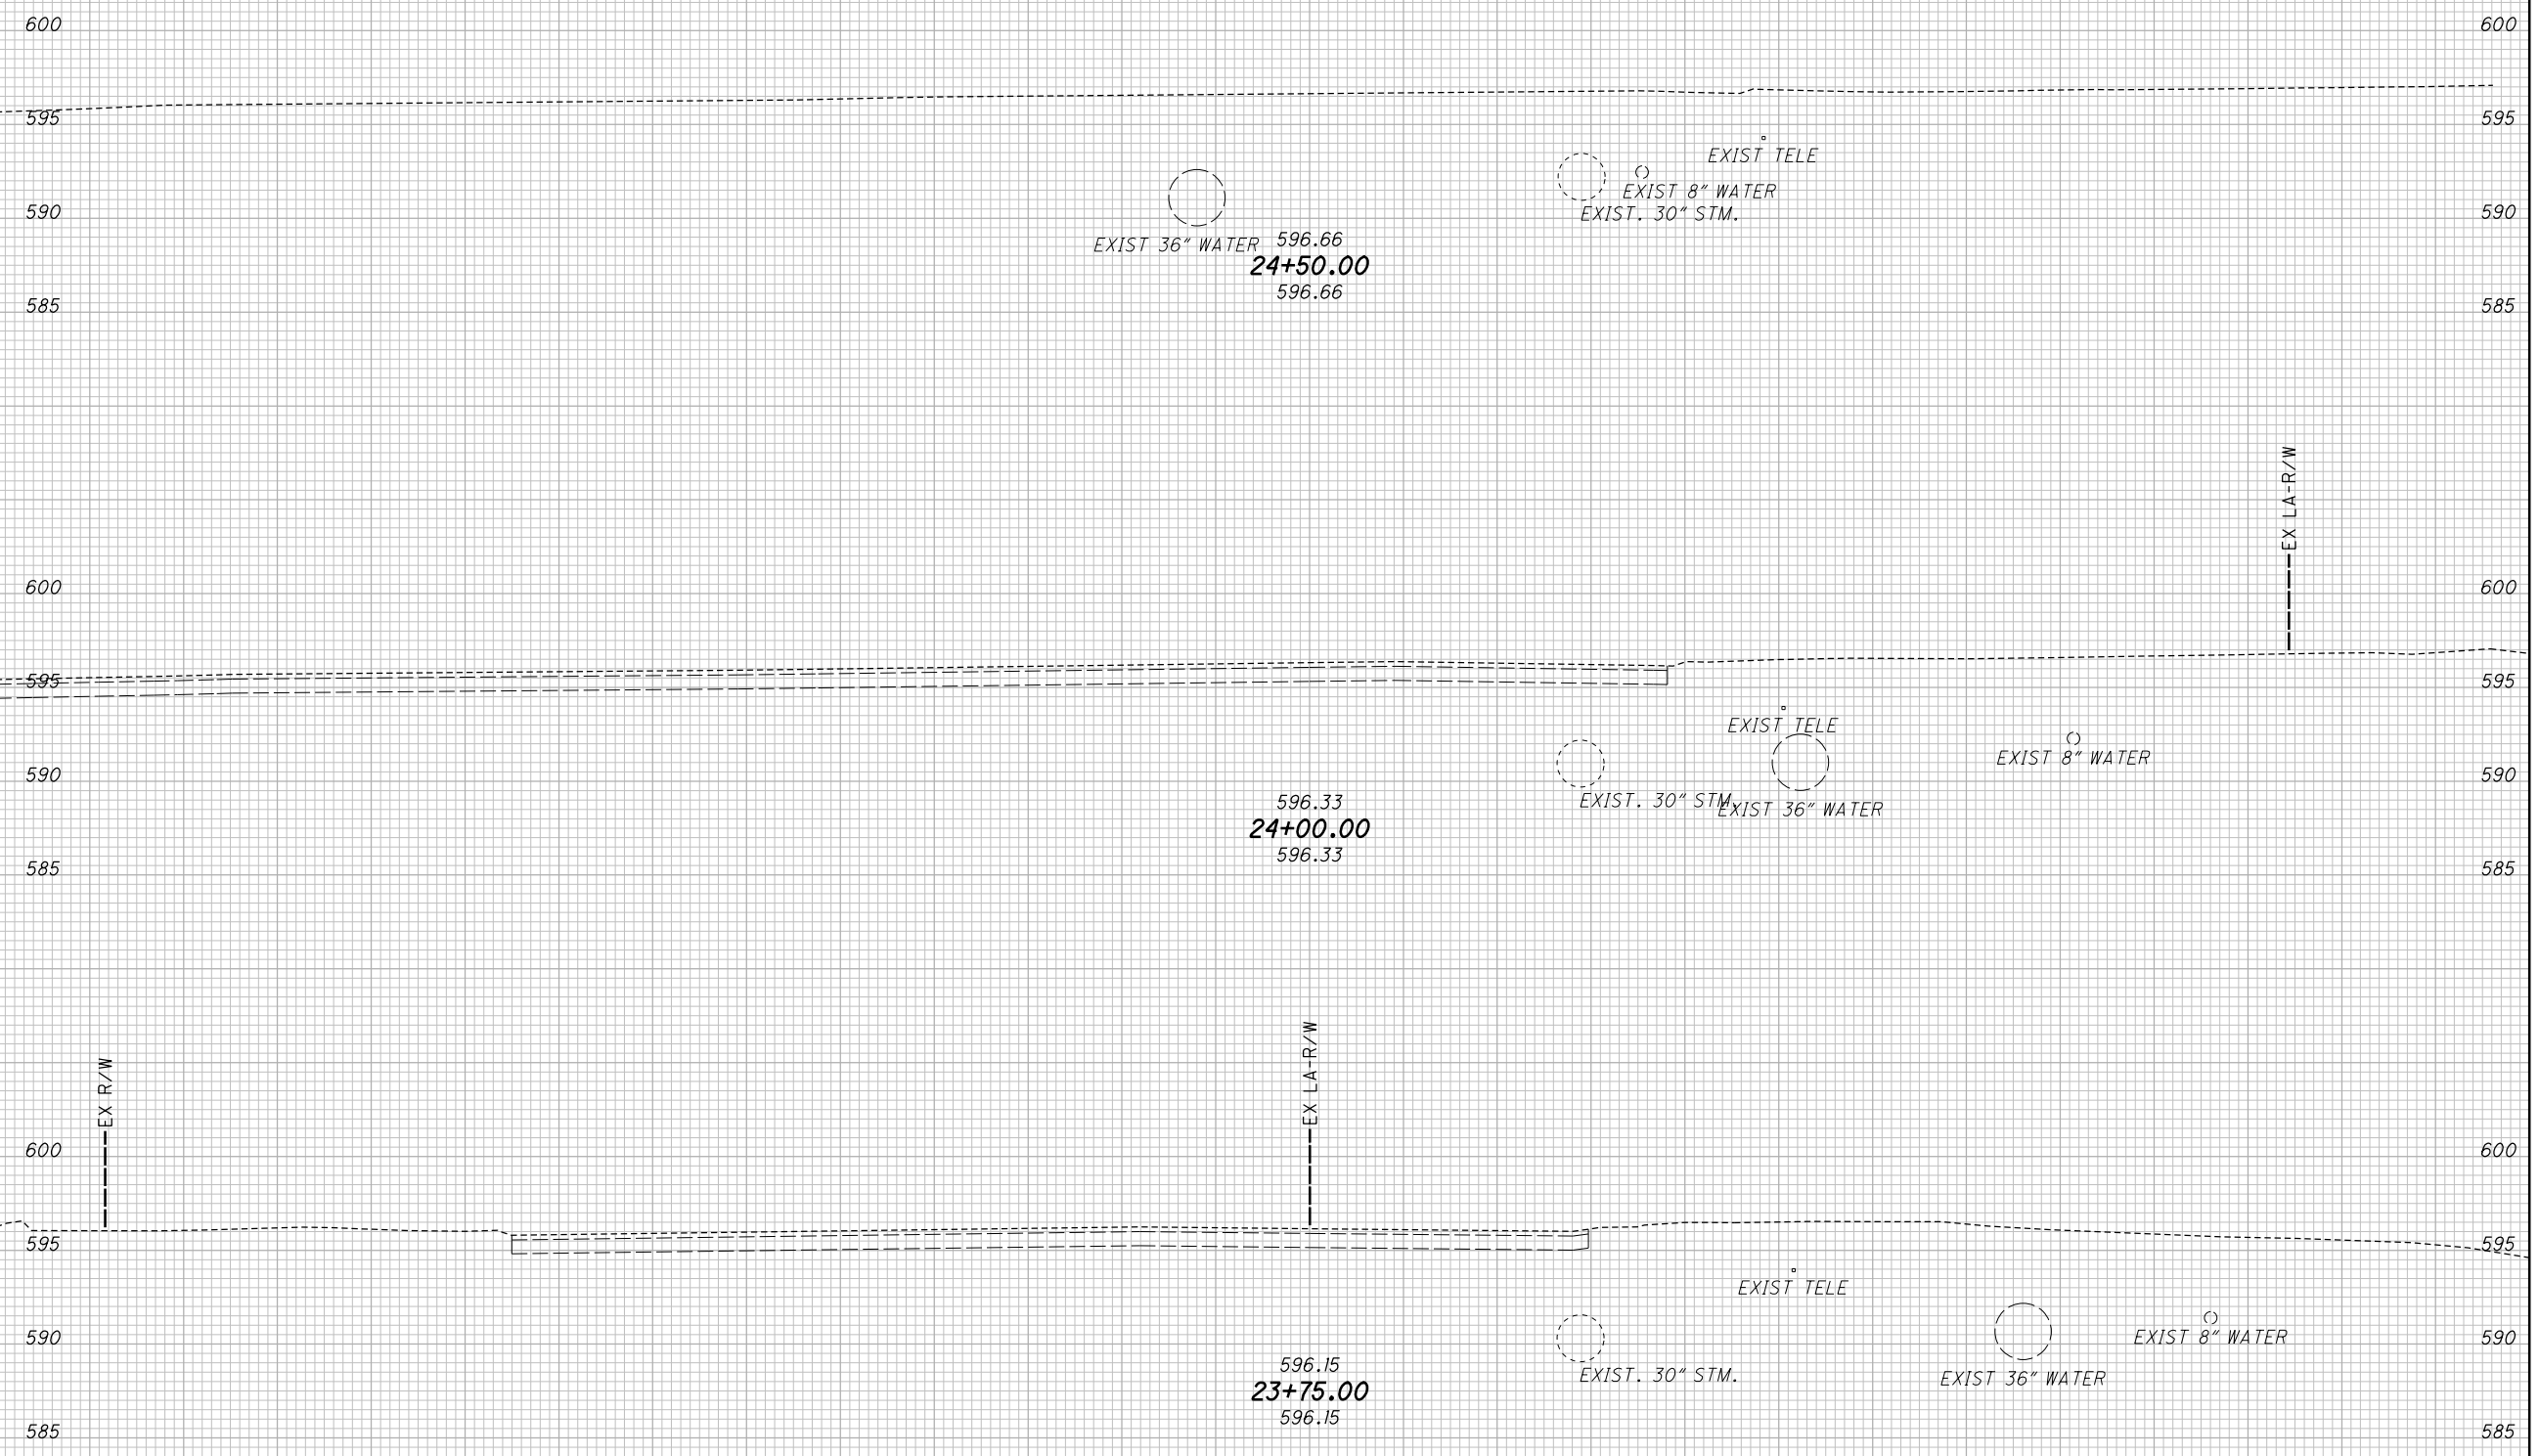 600 600
595 595
EXIST TELE
EXIST 8" WATER
590 590
EXIST. 30" STM.
EXIST 36" WATER
596.66
24+50.00
596.66
585 585
EX LA-R/W
600 600
595 595
EXIST TELE
EXIST 8" WATER
590 590
EXIST. 30" STM.
EXIST 36" WATER
596.33
24+00.00
596.33
585 585
EX R/W
EX LA-R/W
600 600
595 595
EXIST TELE
590 590
EXIST 8" WATER
EXIST. 30" STM.
EXIST 36" WATER
596.15
23+75.00
596.15
585 585